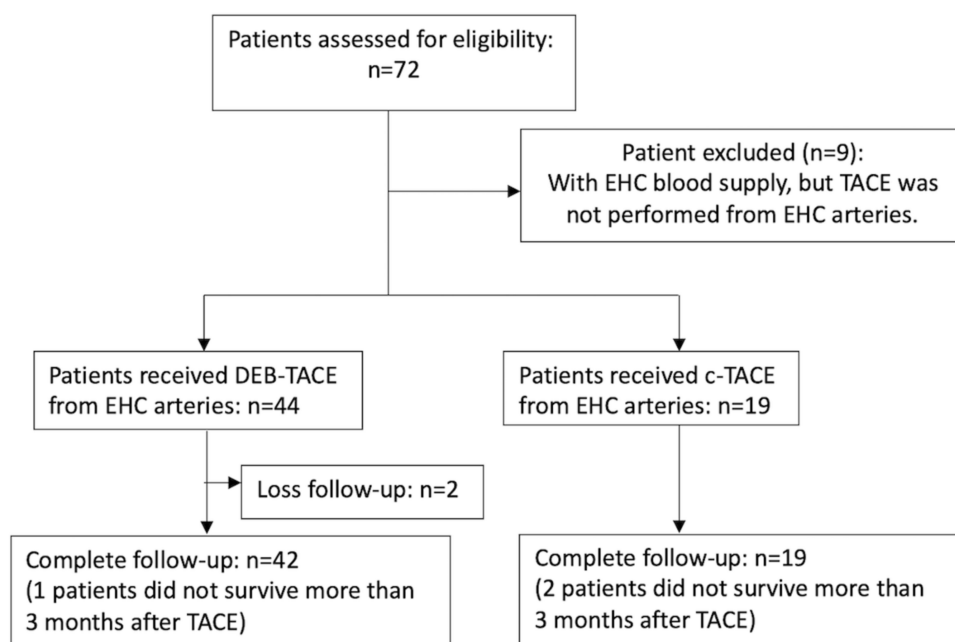 Patients assessed for eligibility:
n=72
Patient excluded (n=9):
With EHC blood supply, but TACE was
not performed from EHC arteries.
Patients received DEB-TACE
from EHC arteries: n=44
Patients received c-TACE
from EHC arteries: n=19
Loss follow-up: n=2
Complete follow-up: n=42
(1 patients did not survive more than
3 months after TACE)
Complete follow-up: n=19
(2 patients did not survive more than
3 months after TACE)